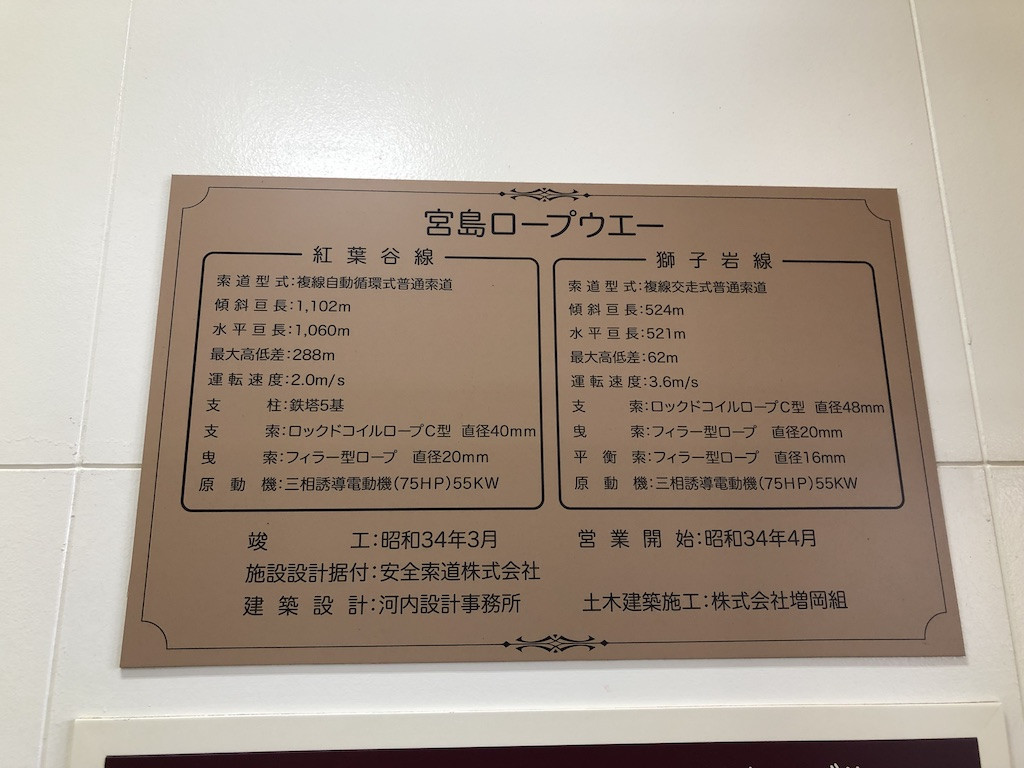 宮島ロープウエー
紅葉谷線
索道型式:複線自動循環式普通索道
傾斜亘長:1,102m
水平亘長:1,060m
最大高低差:288m
運転速度:2.0m/s
支柱:鉄塔5基
支索:ロックドコイルロープC型 直径40mm
曳索:フィラー型ロープ 直径20mm
原動機:三相誘導電動機(75HP)55KW
獅子岩線
索道型式:複線交走式普通索道
傾斜亘長:524m
水平亘長:521m
最大高低差:62m
運転速度:3.6m/s
支索:ロックドコイルロープC型 直径48mm
曳索:フィラー型ロープ 直径20mm
平衡索:フィラー型ロープ 直径16mm
原動機:三相誘導電動機(75HP)55KW
竣工:昭和34年3月 営業開始:昭和34年4月
施設設計据付:安全索道株式会社
建築設計:河内設計事務所 土木建築施工:株式会社増岡組